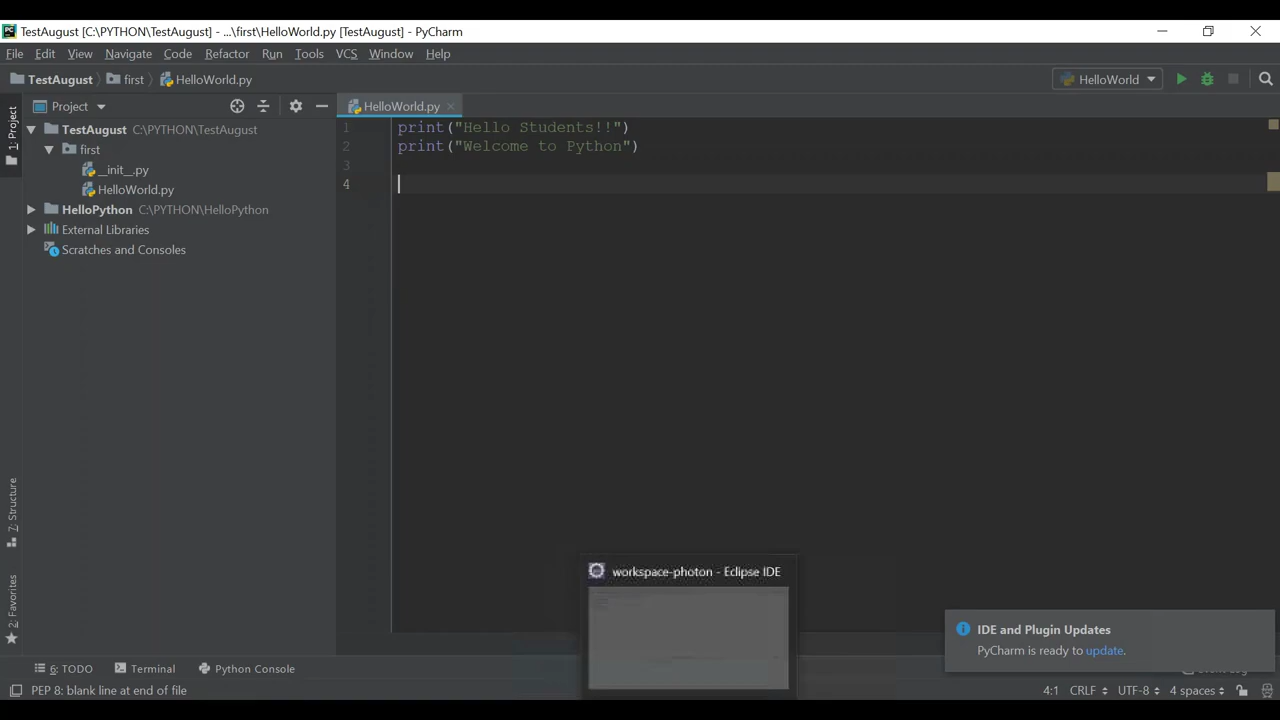 TestAugust [C:\PYTHON\TestAugust] - ...\first\HelloWorld.py [TestAugust] - PyCharm
File Edit View Navigate Code Refactor Run Tools VCS Window Help
TestAugust first HelloWorld.py HelloWorld
1: Project
Project
HelloWorld.py
TestAugust C:\PYTHON\TestAugust
first
__init__.py
HelloWorld.py
HelloPython C:\PYTHON\HelloPython
External Libraries
Scratches and Consoles
1 print("Hello Students!!")
2 print("Welcome to Python")
3
4
7: Structure
2: Favorites
workspace-photon - Eclipse IDE
IDE and Plugin Updates
PyCharm is ready to update.
6: TODO Terminal Python Console
PEP 8: blank line at end of file 4:1 CRLF UTF-8 4 spaces